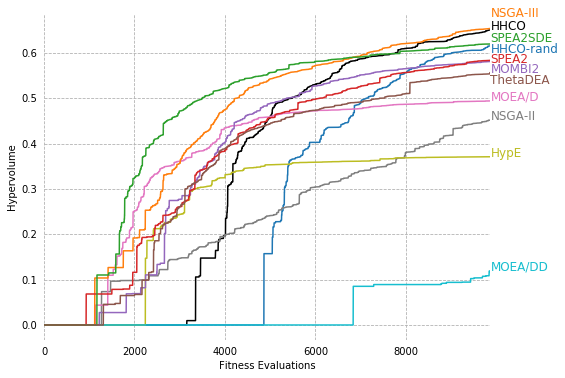 NSGA-III
HHCO
SPEA2SDE
HHCO-rand
SPEA2
MOMBI2
ThetaDEA
MOEA/D
NSGA-II
HypE
MOEA/DD
0.6
0.5
0.4
0.3
0.2
0.1
0.0
Hypervolume
0
2000
4000
6000
8000
Fitness Evaluations